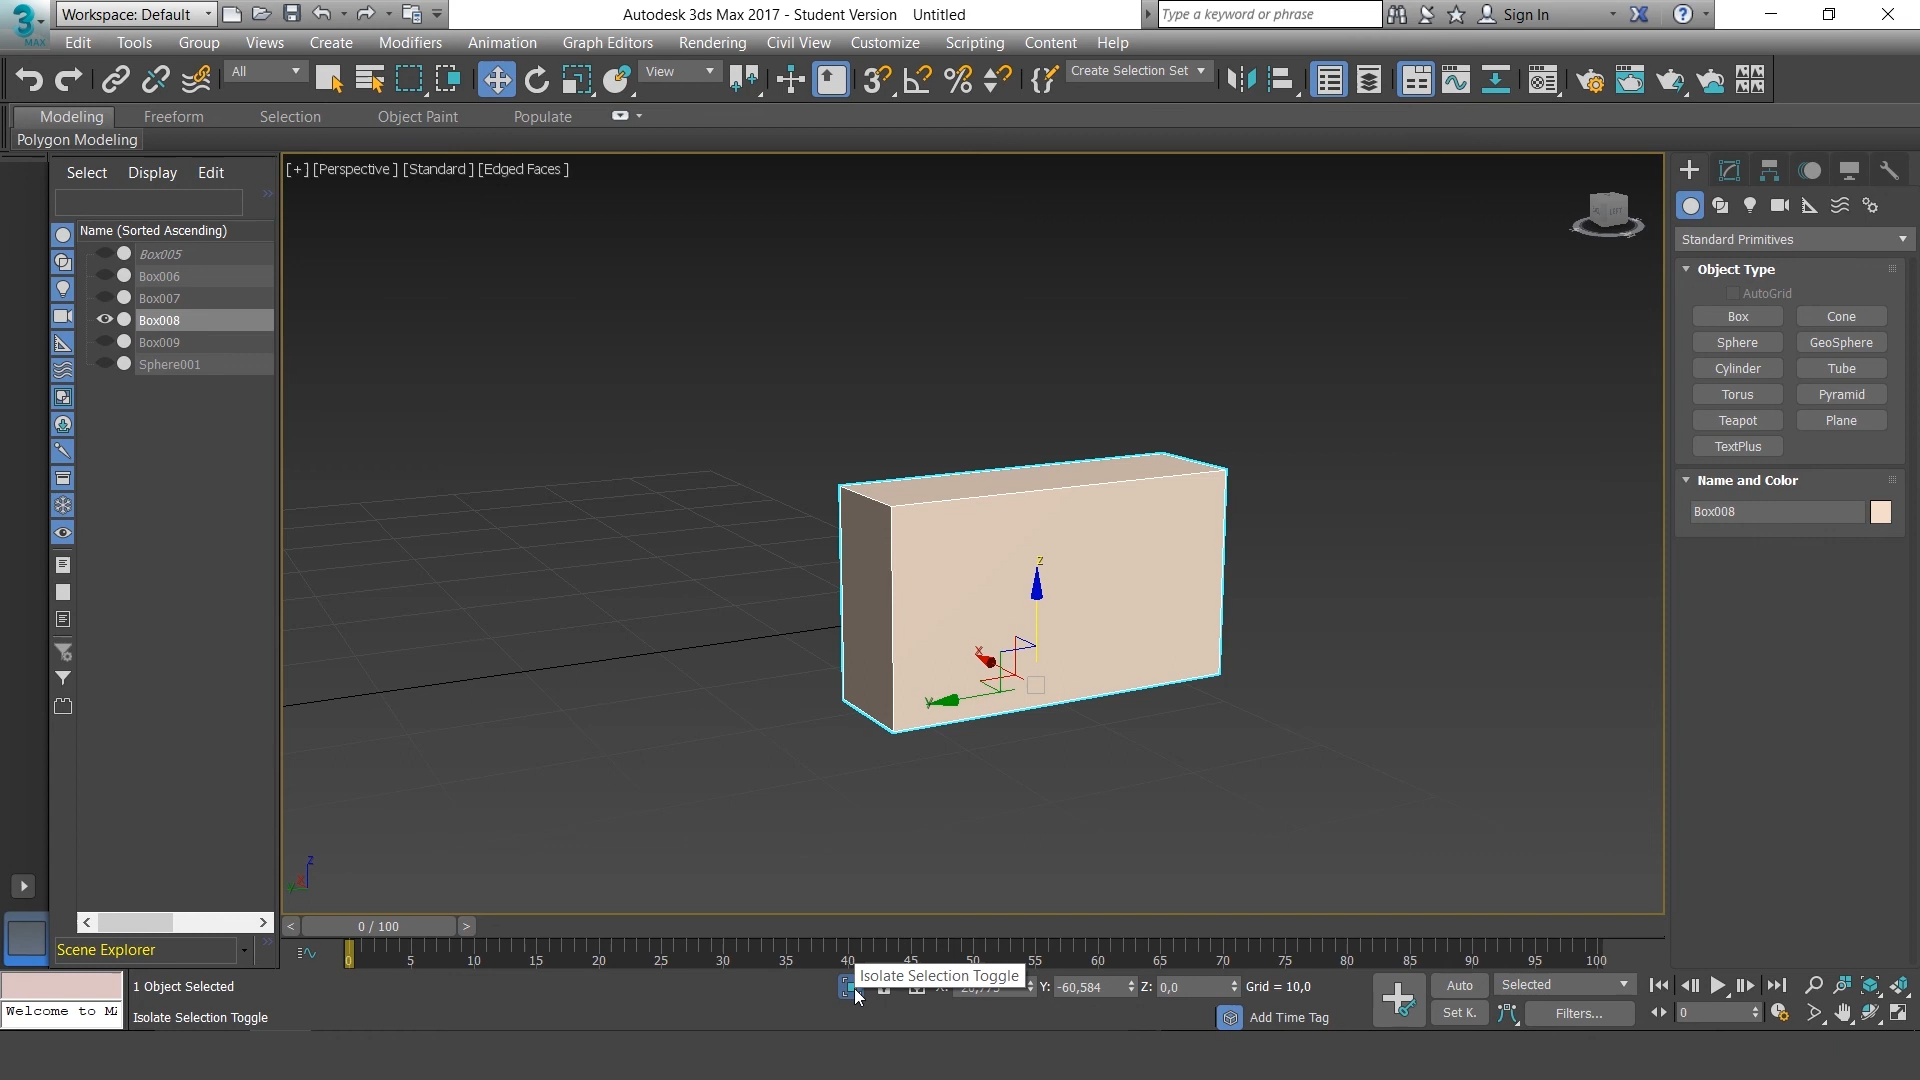 Workspace: Default
Autodesk 3ds Max 2017 - Student Version Untitled
Type a keyword or phrase
Sign In
MAX
Edit Tools Group Views Create Modifiers Animation Graph Editors Rendering Civil View Customize Scripting Content Help
All
View
Create Selection Set
Modeling Freeform Selection Object Paint Populate
Polygon Modeling
Select Display Edit
[+] [Perspective ] [Standard ] [Edged Faces ]
Name (Sorted Ascending)
Box005
Box006
Box007
Box008
Box009
Sphere001
Standard Primitives
Object Type
AutoGrid
Box Cone
Sphere GeoSphere
Cylinder Tube
Torus Pyramid
Teapot Plane
TextPlus
Name and Color
Box008
z
x
y
z
x
y
< 0 / 100 >
Scene Explorer
0 5 10 15 20 25 30 35 40 45 50 55 60 65 70 75 80 85 90 95 100
Isolate Selection Toggle
1 Object Selected
Y: -60,584 Z: 0,0 Grid = 10,0
Auto Selected
Welcome to MA
Isolate Selection Toggle
Add Time Tag
Set K. Filters...
0